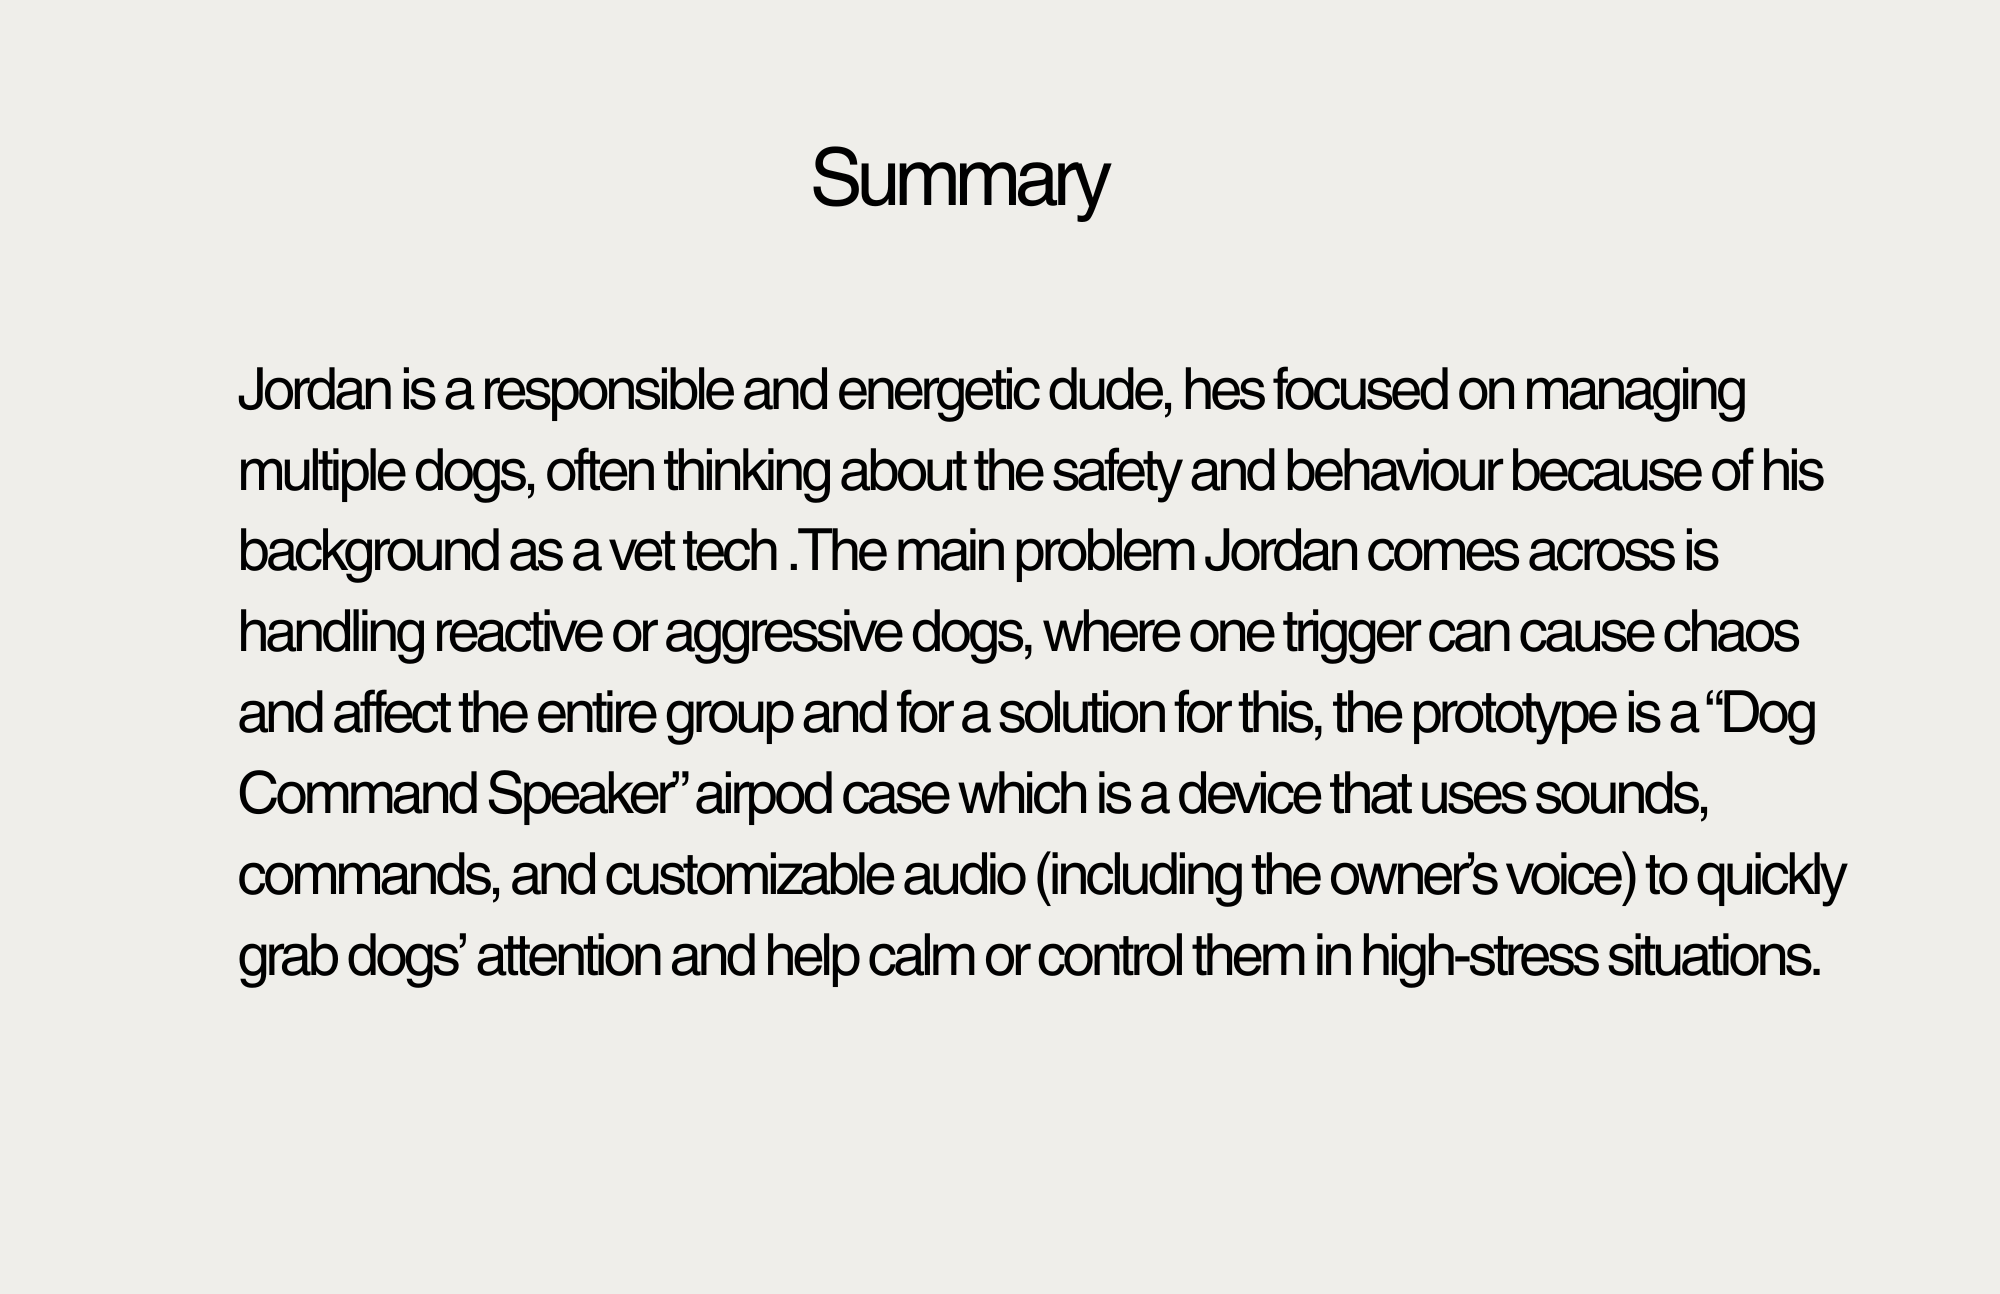 Summary
Jordan is a responsible and energetic dude, hes focused on managing
multiple dogs, often thinking about the safety and behaviour because of his
background as a vet tech .The main problem Jordan comes across is
handling reactive or aggressive dogs, where one trigger can cause chaos
and affect the entire group and for a solution for this, the prototype is a “Dog
Command Speaker” airpod case which is a device that uses sounds,
commands, and customizable audio (including the owner’s voice) to quickly
grab dogs’ attention and help calm or control them in high-stress situations.